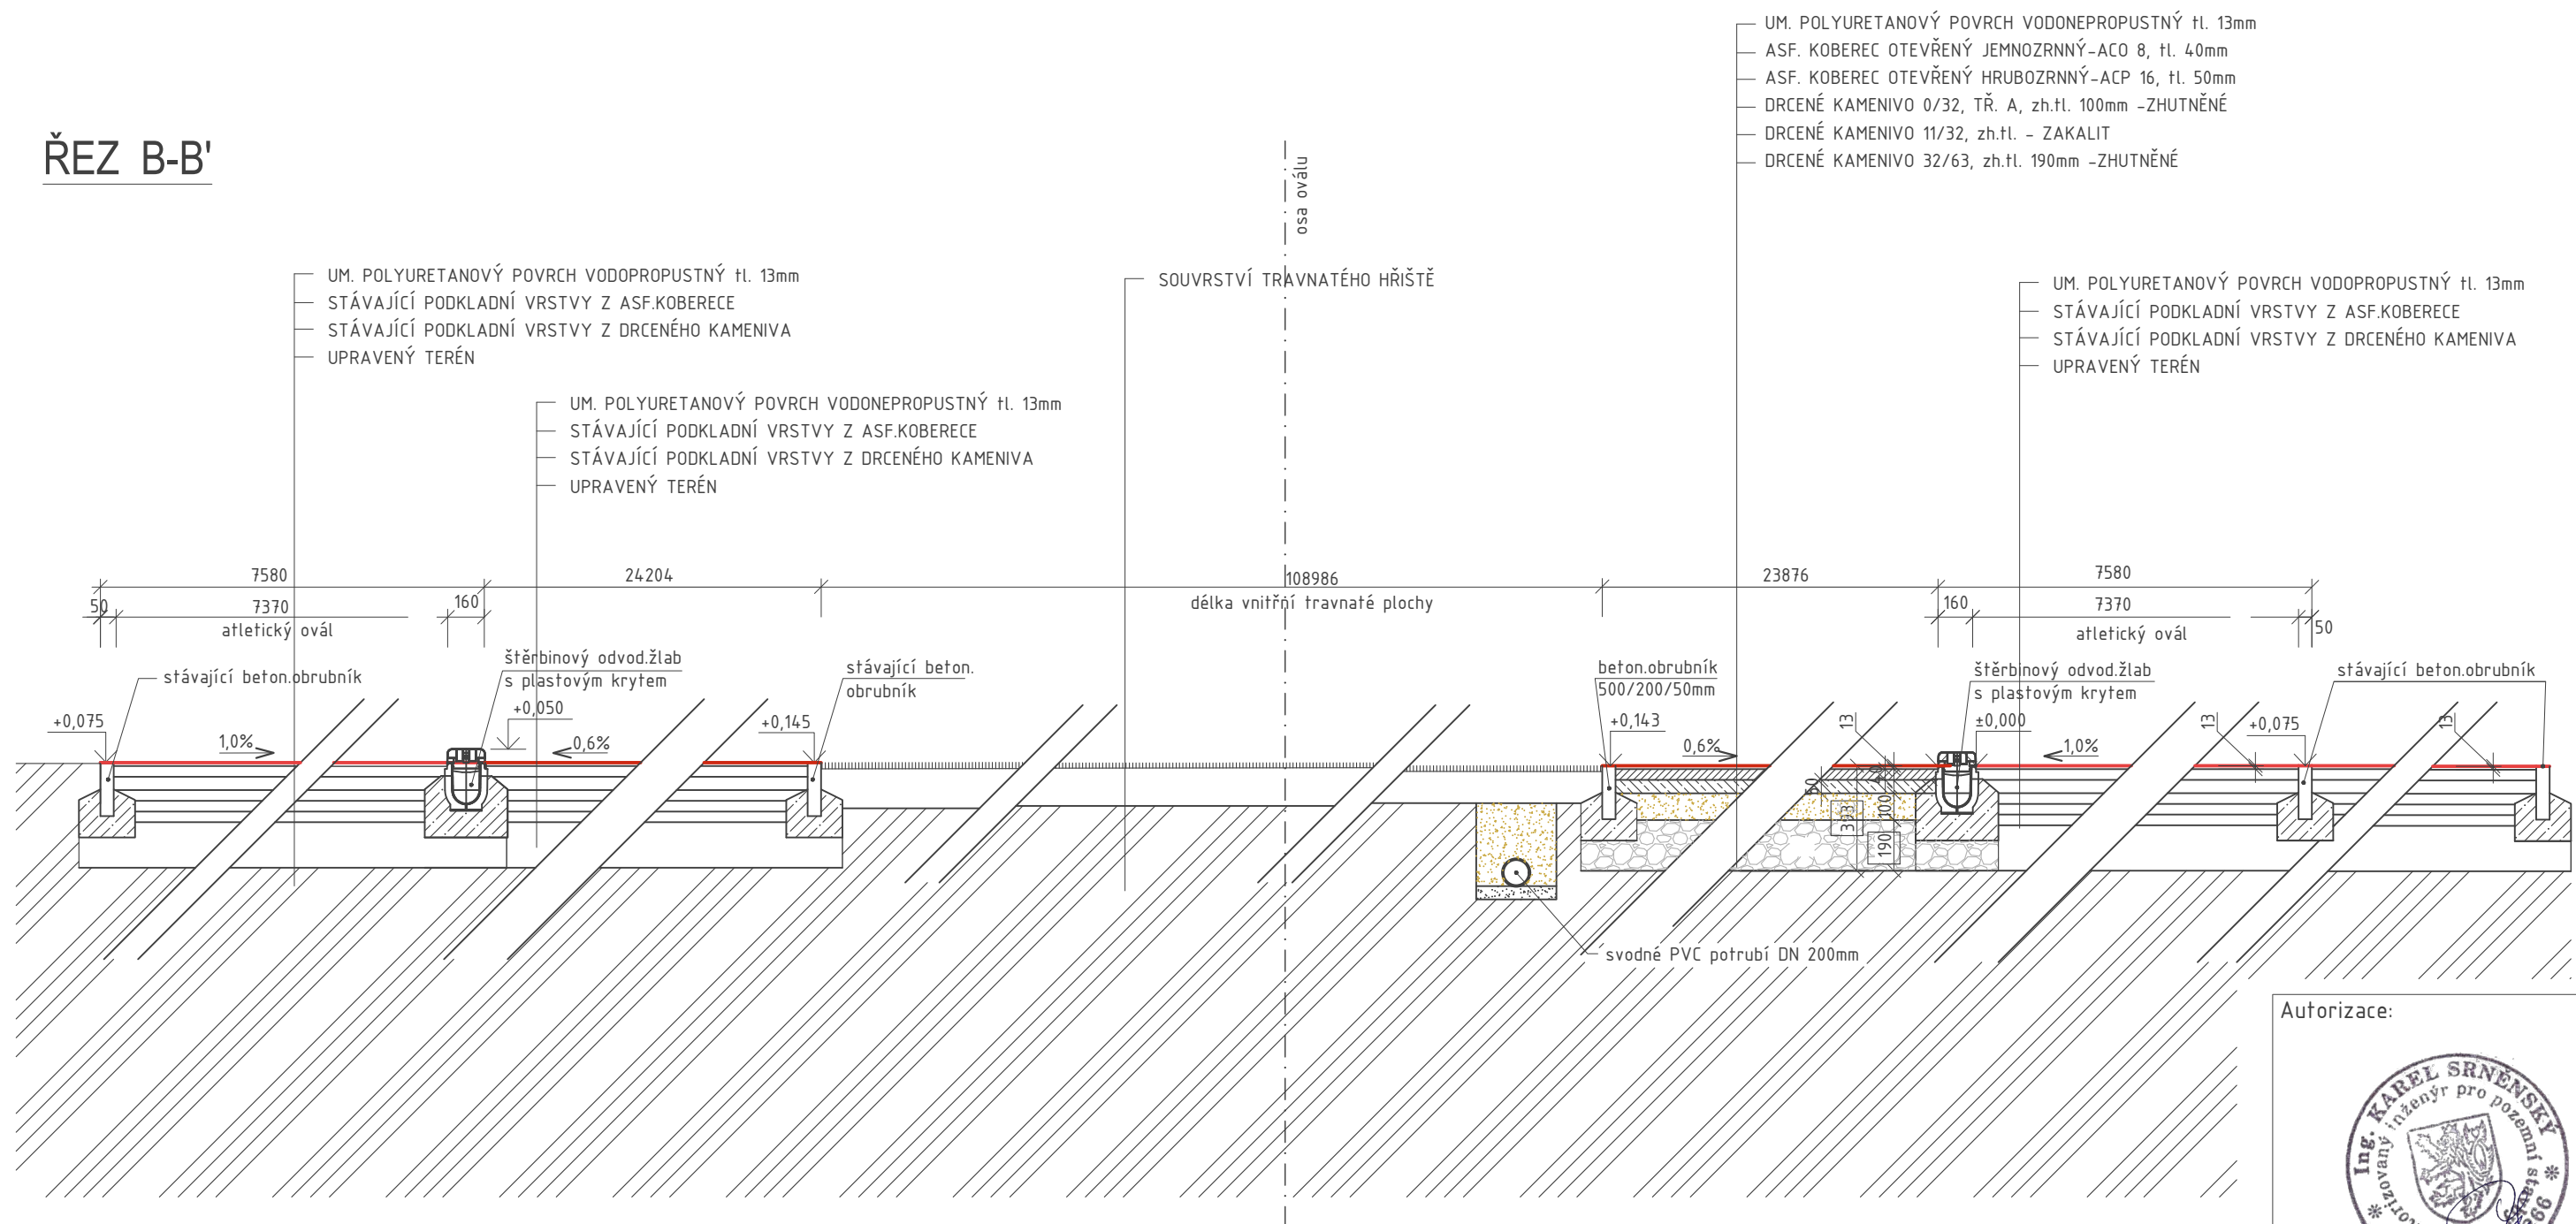 ŘEZ B-B'
UM. POLYURETANOVÝ POVRCH VODONEPROPUSTNÝ tl. 13mm
ASF. KOBEREC OTEVŘENÝ JEMNOZRNNÝ-ACO 8, tl. 40mm
ASF. KOBEREC OTEVŘENÝ HRUBOZRNNÝ-ACP 16, tl. 50mm
DRCENÉ KAMENIVO 0/32, TŘ. A, zh.tl. 100mm -ZHUTNĚNÉ
DRCENÉ KAMENIVO 11/32, zh.tl. - ZAKALIT
DRCENÉ KAMENIVO 32/63, zh.tl. 190mm -ZHUTNĚNÉ
osa oválu
UM. POLYURETANOVÝ POVRCH VODOPROPUSTNÝ tl. 13mm
STÁVAJÍCÍ PODKLADNÍ VRSTVY Z ASF.KOBERECE
STÁVAJÍCÍ PODKLADNÍ VRSTVY Z DRCENÉHO KAMENIVA
UPRAVENÝ TERÉN
SOUVRSTVÍ TRAVNATÉHO HŘIŠTĚ
UM. POLYURETANOVÝ POVRCH VODOPROPUSTNÝ tl. 13mm
STÁVAJÍCÍ PODKLADNÍ VRSTVY Z ASF.KOBERECE
STÁVAJÍCÍ PODKLADNÍ VRSTVY Z DRCENÉHO KAMENIVA
UPRAVENÝ TERÉN
UM. POLYURETANOVÝ POVRCH VODONEPROPUSTNÝ tl. 13mm
STÁVAJÍCÍ PODKLADNÍ VRSTVY Z ASF.KOBERECE
STÁVAJÍCÍ PODKLADNÍ VRSTVY Z DRCENÉHO KAMENIVA
UPRAVENÝ TERÉN
7580
24204
108986
23876
7580
50
7370
160
délka vnitřní travnaté plochy
160
7370
50
atletický ovál
atletický ovál
stávající beton.obrubník
štěrbinový odvod.žlab
s plastovým krytem
stávající beton.
obrubník
beton.obrubník
500/200/50mm
štěrbinový odvod.žlab
s plastovým krytem
stávající beton.obrubník
+0,075
+0,050
+0,145
+0,143
13
±0,000
13
+0,075
13
1,0%
0,6%
0,6%
1,0%
40
50
100
393
190
svodné PVC potrubí DN 200mm
Autorizace:
Ing. KAREL SRNĚNSKÝ
inženýr pro pozemní